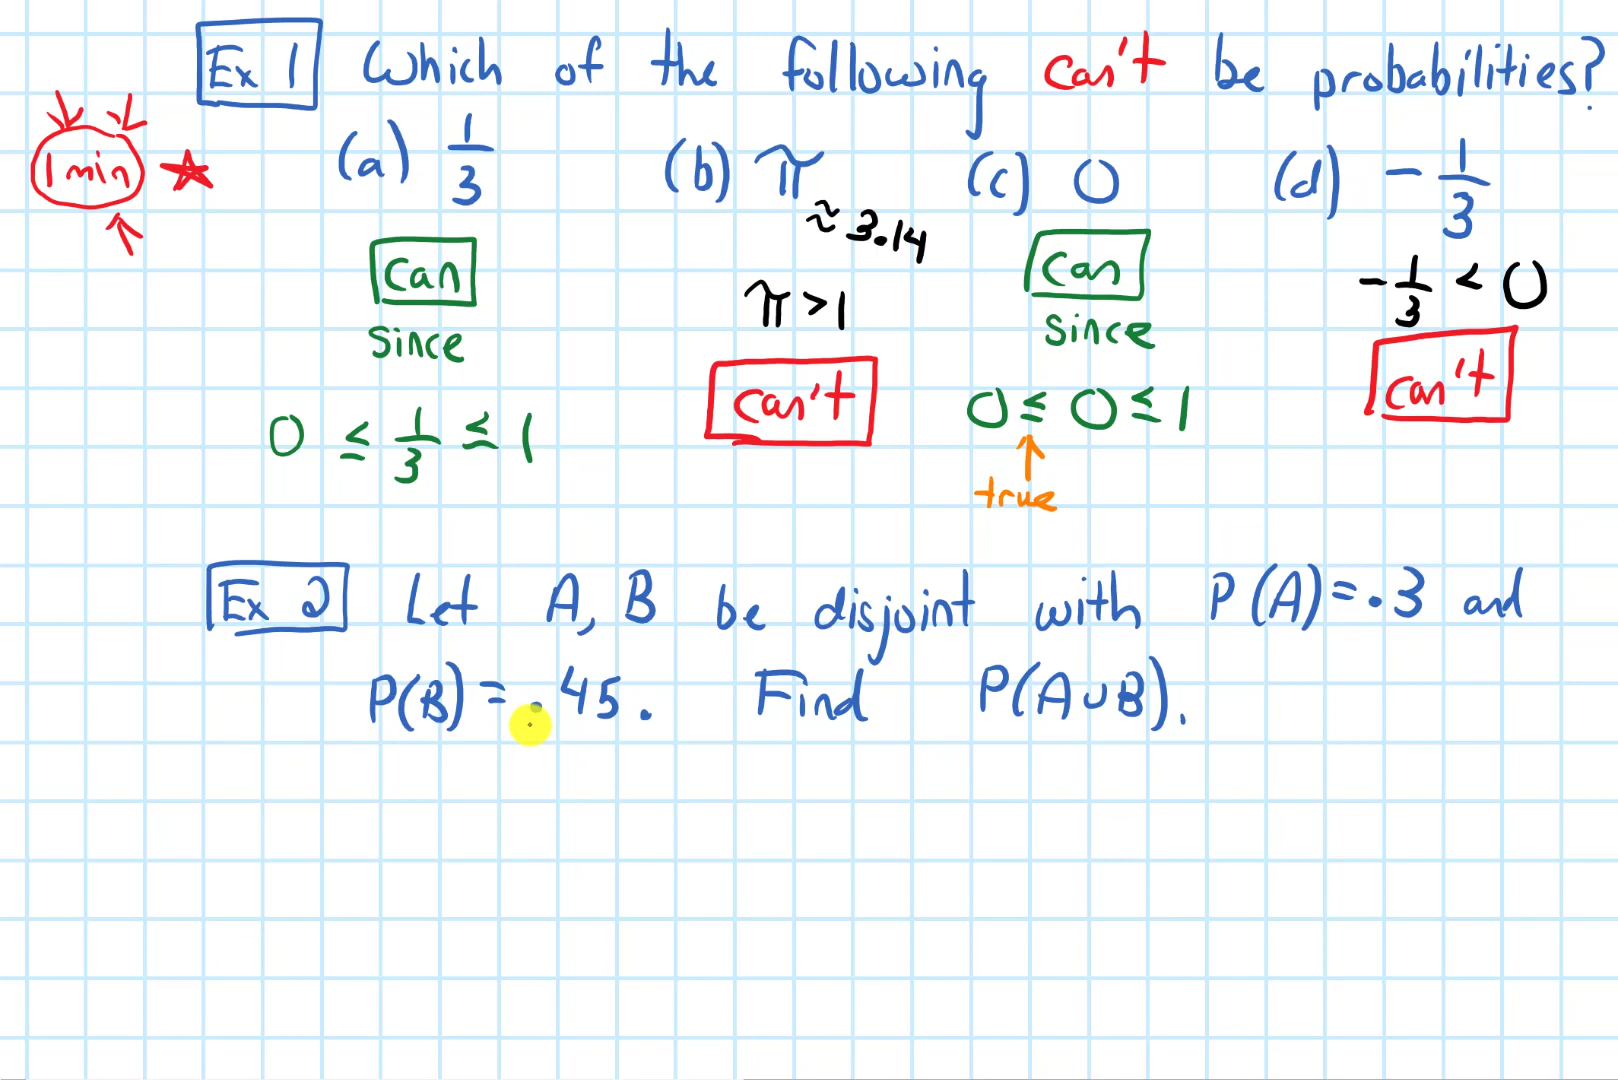 Ex 1 Which of the following can't be probabilities?
1 min
(a) 1/3 (b) π (c) 0 (d) -1/3
≈ 3.14
can π > 1 can -1/3 < 0
since can't since can't
0 ≤ 1/3 ≤ 1 0 ≤ 0 ≤ 1
true
Ex 2 Let A, B be disjoint with P(A)=.3 and
P(B)=.45. Find P(A∪B).